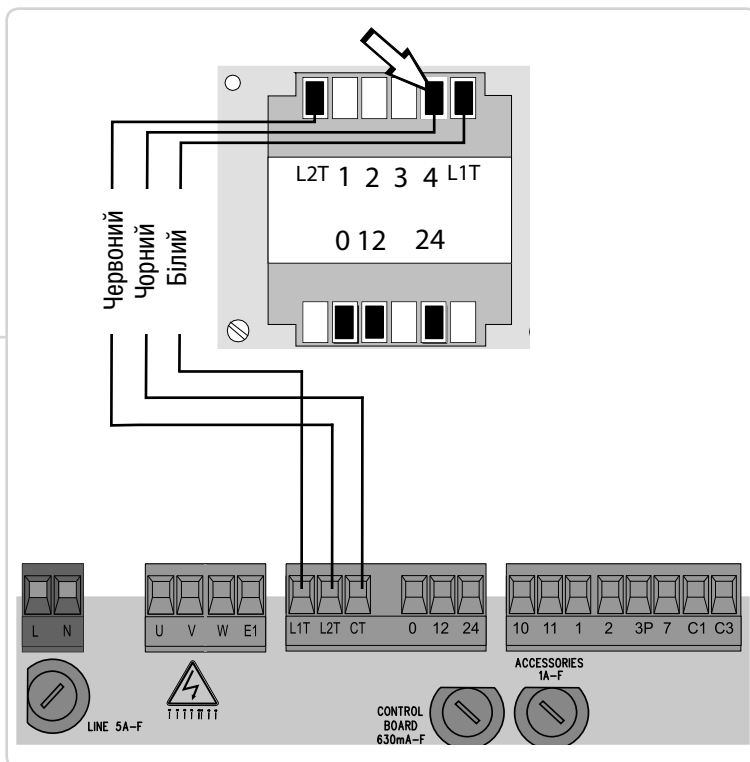 L2T 1 2 3 4 L1T
0 12 24
Червоний
Чорний
Білий
L N
U V W E1
L1T L2T CT
0 12 24
10 11 1 2 3P 7 C1 C3
LINE 5A-F
CONTROL
BOARD
630mA-F
ACCESSORIES
1A-F